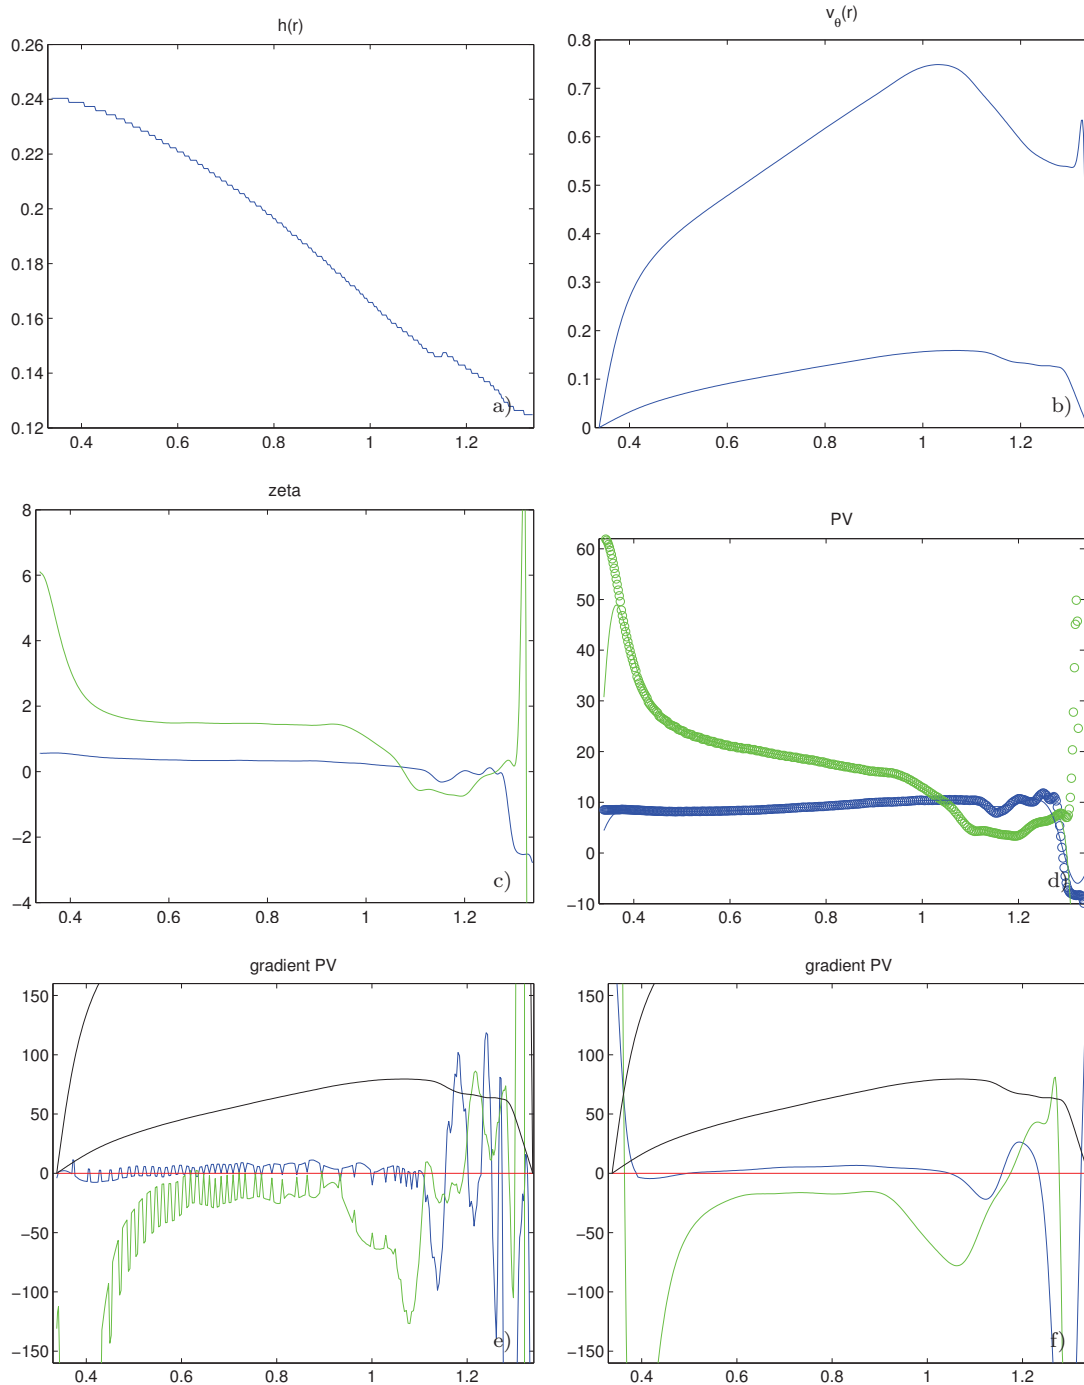 h(r)
0.26
0.24
0.22
0.2
0.18
0.16
0.14
0.12
0.4 0.6 0.8 1 1.2
a)
v_θ(r)
0.8
0.7
0.6
0.5
0.4
0.3
0.2
0.1
0
0.4 0.6 0.8 1 1.2
b)
zeta
8
6
4
2
0
−2
−4
0.4 0.6 0.8 1 1.2
c)
PV
60
50
40
30
20
10
0
−10
0.4 0.6 0.8 1 1.2
d)
gradient PV
150
100
50
0
−50
−100
−150
0.4 0.6 0.8 1 1.2
e)
gradient PV
150
100
50
0
−50
−100
−150
0.4 0.6 0.8 1 1.2
f)